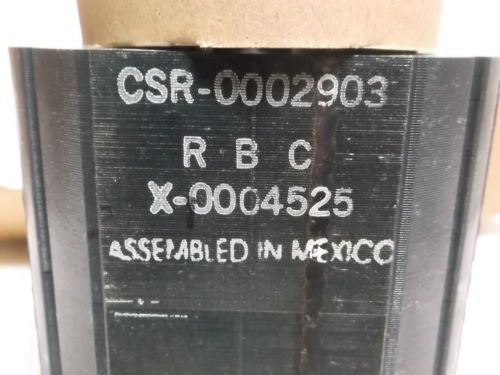 CSR-0002903
R B C
X-0004525
ASSEMBLED IN MEXICO